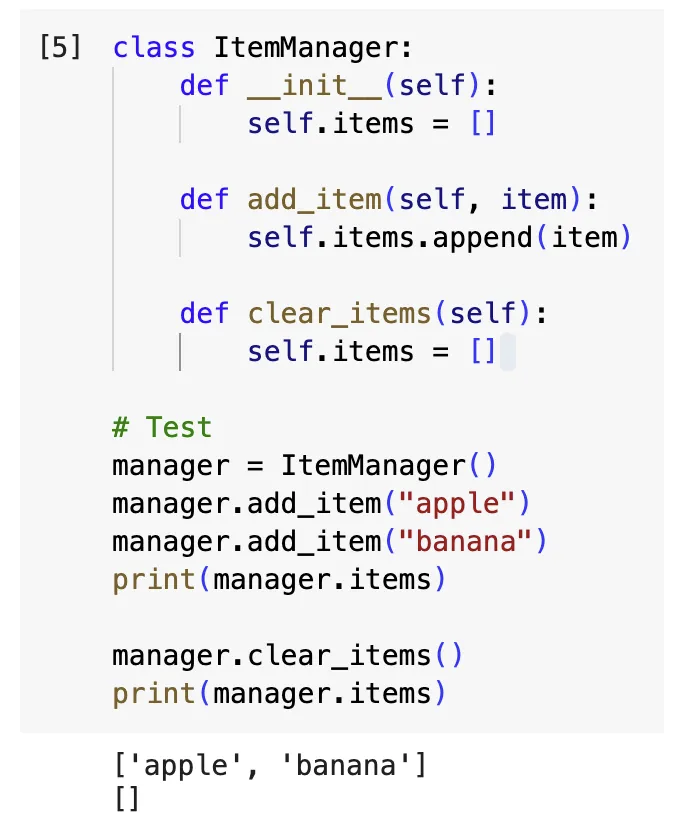 [5] class ItemManager:
def __init__(self):
self.items = []
def add_item(self, item):
self.items.append(item)
def clear_items(self):
self.items = []
# Test
manager = ItemManager()
manager.add_item("apple")
manager.add_item("banana")
print(manager.items)
manager.clear_items()
print(manager.items)
['apple', 'banana']
[]